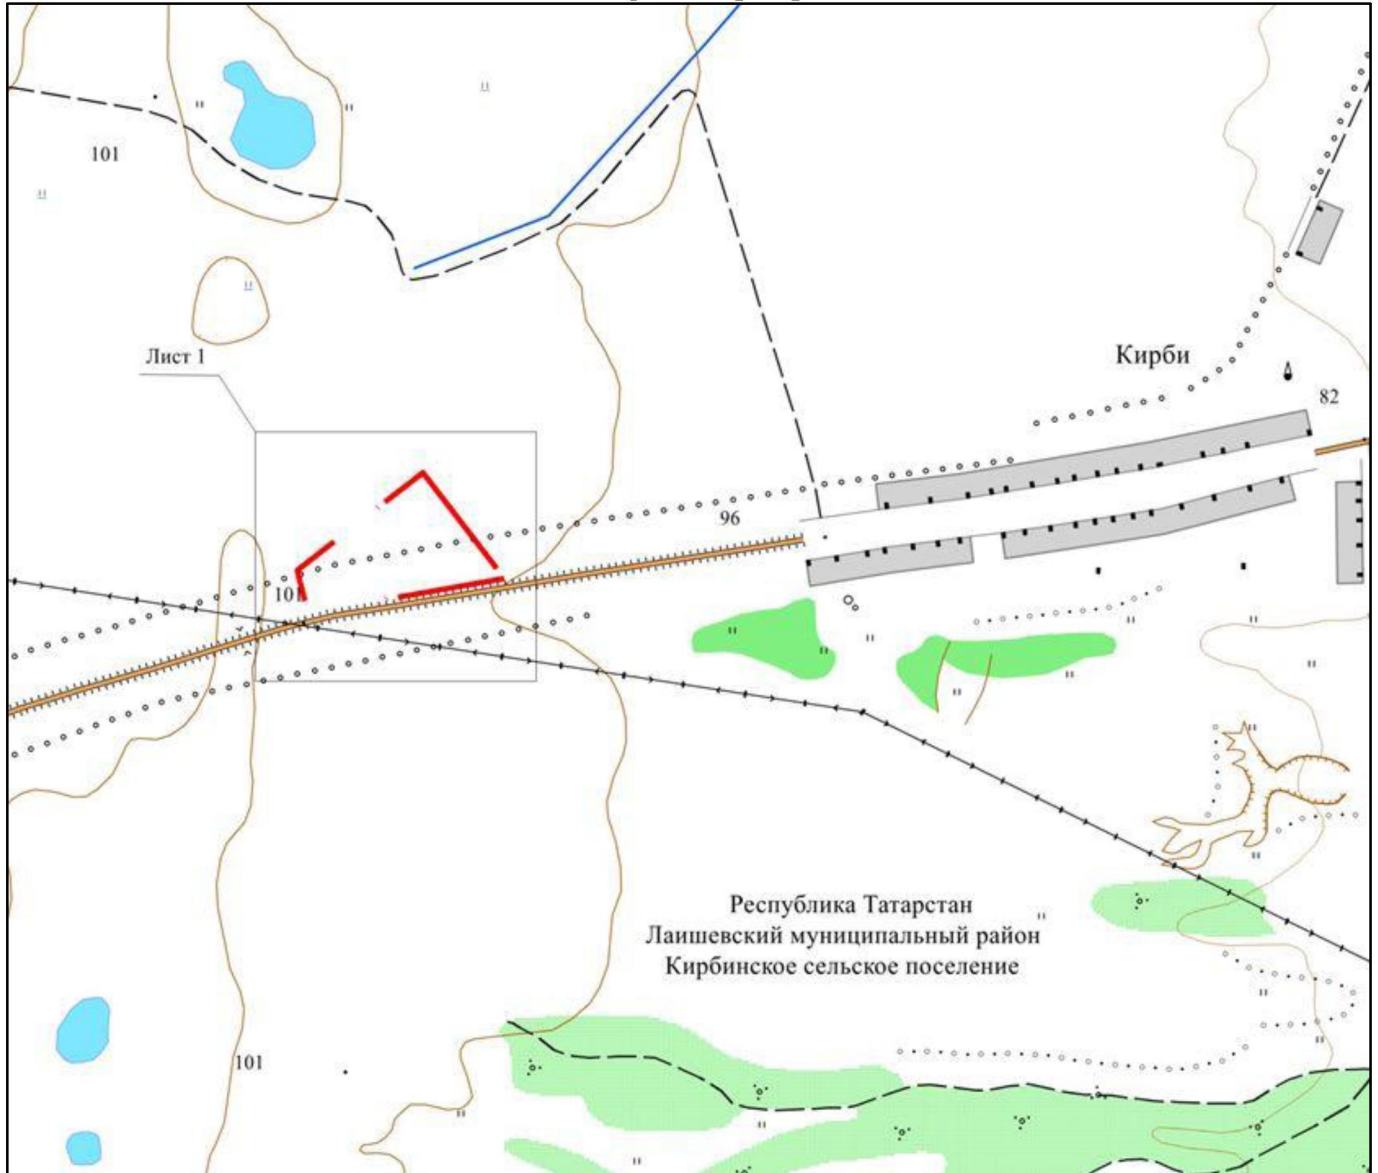 101
Лист 1
Кирби
82
96
101
Республика Татарстан
Лаишевский муниципальный район
Кирбинское сельское поселение
101